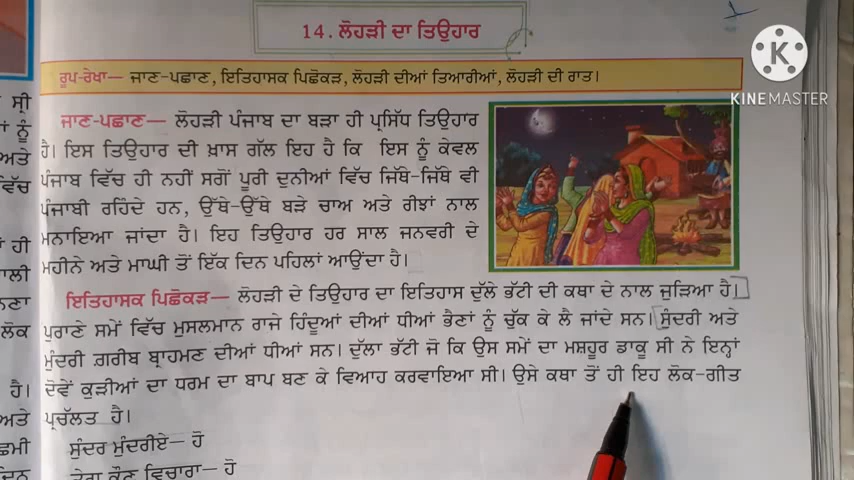 14. ਲੋਹੜੀ ਦਾ ਤਿਉਹਾਰ
ਰੂਪ-ਰੇਖਾ— ਜਾਣ-ਪਛਾਣ, ਇਤਿਹਾਸਕ ਪਿਛੋਕੜ, ਲੋਹੜੀ ਦੀਆਂ ਤਿਆਗੀਆਂ, ਲੋਹੜੀ ਦੀ ਰਾਤ।
KINEMASTER
ਜਾਣ-ਪਛਾਣ— ਲੋਹੜੀ ਪੰਜਾਬ ਦਾ ਬੜਾ ਹੀ ਪ੍ਰਸਿੱਧ ਤਿਉਹਾਰ
ਹੈ। ਇਸ ਤਿਉਹਾਰ ਦੀ ਖ਼ਾਸ ਗੱਲ ਇਹ ਹੈ ਕਿ ਇਸ ਨੂੰ ਕੇਵਲ
ਪੰਜਾਬ ਵਿੱਚ ਹੀ ਨਹੀਂ ਸਗੋਂ ਪੂਰੀ ਦੁਨੀਆਂ ਵਿੱਚ ਜਿੱਥੇ-ਜਿੱਥੇ ਵੀ
ਪੰਜਾਬੀ ਰਹਿੰਦੇ ਹਨ, ਉੱਥੇ-ਉੱਥੇ ਬੜੇ ਚਾਅ ਅਤੇ ਰੀਝਾਂ ਨਾਲ
ਮਨਾਇਆ ਜਾਂਦਾ ਹੈ। ਇਹ ਤਿਉਹਾਰ ਹਰ ਸਾਲ ਜਨਵਰੀ ਦੇ
ਮਹੀਨੇ ਅਤੇ ਮਾਘੀ ਤੋਂ ਇੱਕ ਦਿਨ ਪਹਿਲਾਂ ਆਉਂਦਾ ਹੈ।
ਇਤਿਹਾਸਕ ਪਿਛੋਕੜ— ਲੋਹੜੀ ਦੇ ਤਿਉਹਾਰ ਦਾ ਇਤਿਹਾਸ ਦੁੱਲੇ ਭੱਟੀ ਦੀ ਕਥਾ ਦੇ ਨਾਲ ਜੁੜਿਆ ਹੈ।
ਪੁਰਾਣੇ ਸਮੇਂ ਵਿੱਚ ਮੁਸਲਮਾਨ ਰਾਜੇ ਹਿੰਦੂਆਂ ਦੀਆਂ ਧੀਆਂ ਭੈਣਾਂ ਨੂੰ ਚੁੱਕ ਕੇ ਲੈ ਜਾਂਦੇ ਸਨ। ਸੁੰਦਰੀ ਅਤੇ
ਮੁੰਦਰੀ ਗ਼ਰੀਬ ਬ੍ਰਾਹਮਣ ਦੀਆਂ ਧੀਆਂ ਸਨ। ਦੁੱਲਾ ਭੱਟੀ ਜੋ ਕਿ ਉਸ ਸਮੇਂ ਦਾ ਮਸ਼ਹੂਰ ਡਾਕੂ ਸੀ ਨੇ ਇਨ੍ਹਾਂ
ਦੋਵੇਂ ਕੁੜੀਆਂ ਦਾ ਧਰਮ ਦਾ ਬਾਪ ਬਣ ਕੇ ਵਿਆਹ ਕਰਵਾਇਆ ਸੀ। ਉਸੇ ਕਥਾ ਤੋਂ ਹੀ ਇਹ ਲੋਕ-ਗੀਤ
ਪ੍ਰਚੱਲਤ ਹੈ।
ਸੁੰਦਰ ਮੁੰਦਰੀਏ— ਹੋ
ਤੇਰਾ ਕੌਣ ਵਿਚਾਰਾ— ਹੋ